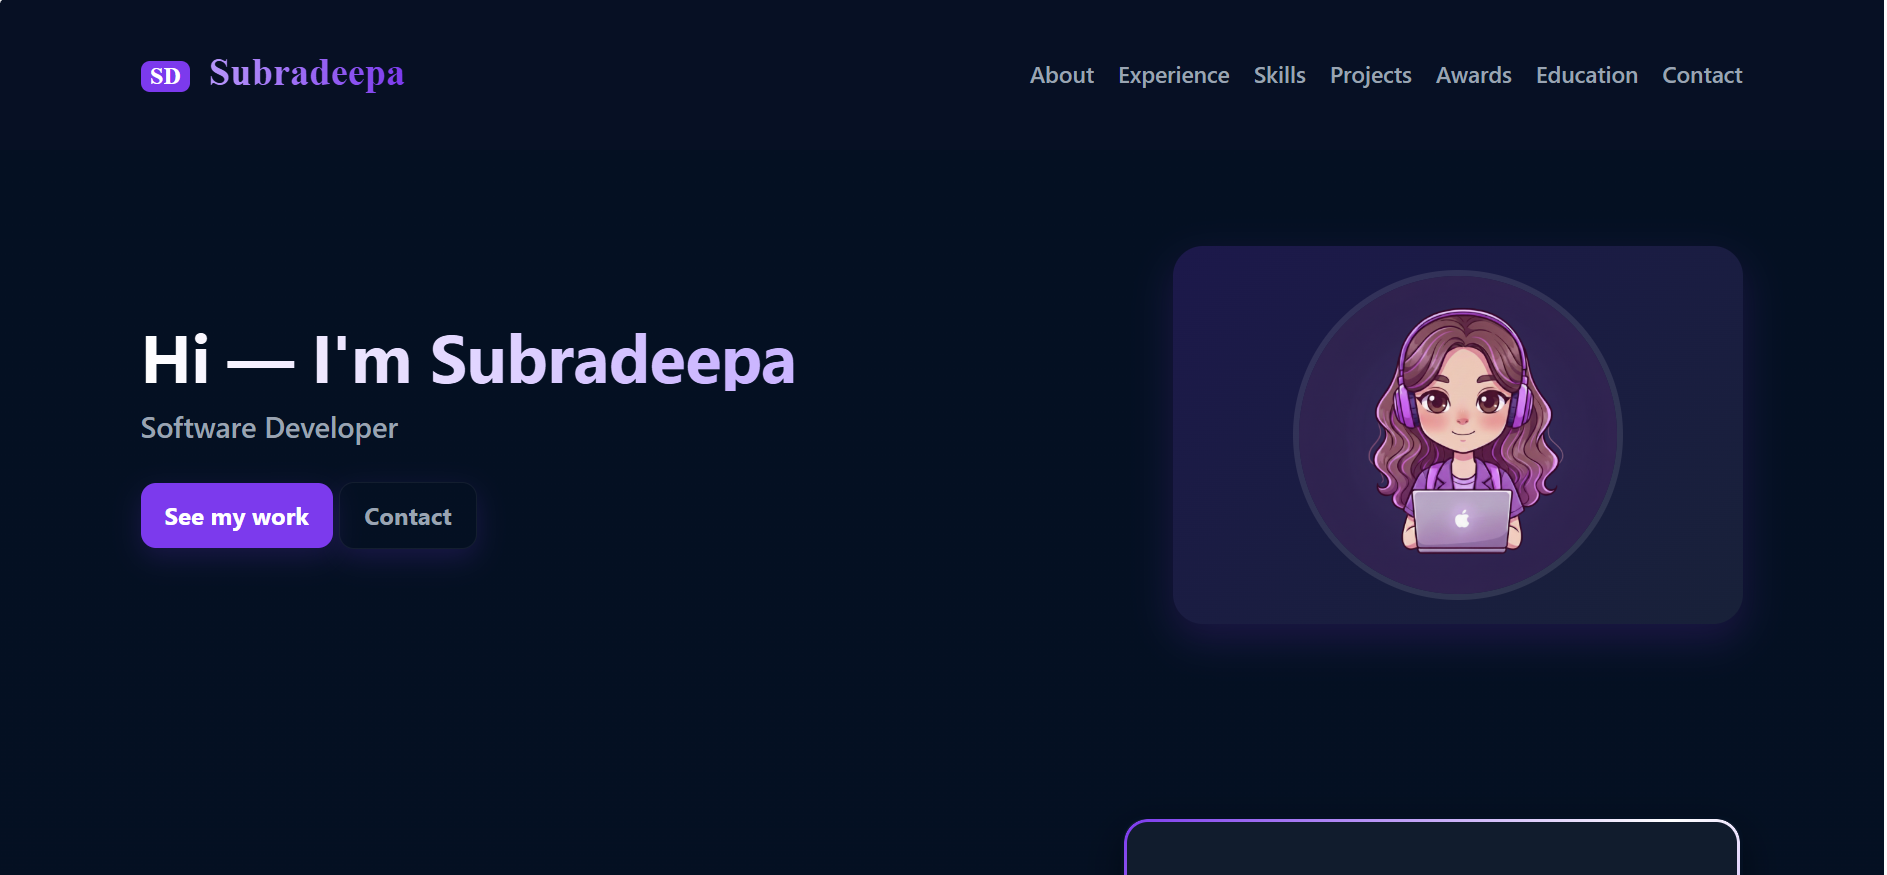 SD Subradeepa
About Experience Skills Projects Awards Education Contact
Hi — I'm Subradeepa
Software Developer
See my work Contact